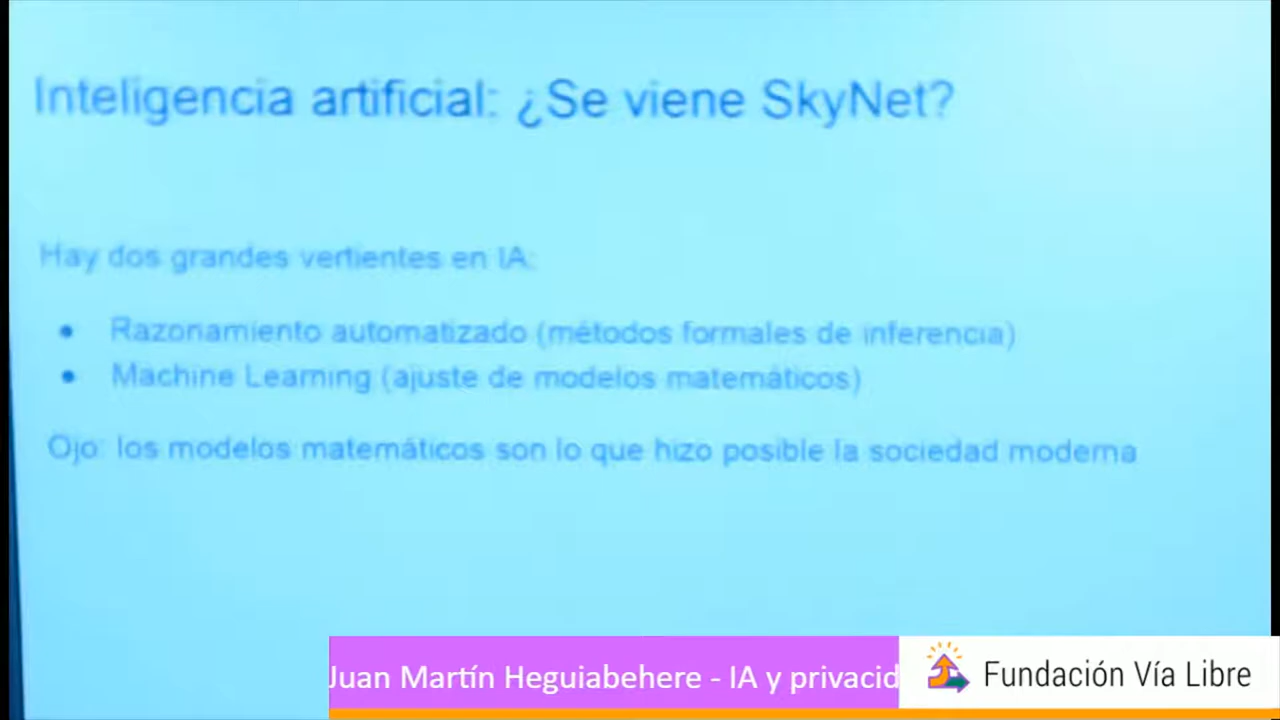 Inteligencia artificial: ¿Se viene SkyNet?
Hay dos grandes vertientes en IA:
• Razonamiento automatizado (métodos formales de inferencia)
• Machine Learning (ajuste de modelos matemáticos)
Ojo: los modelos matemáticos son lo que hizo posible la sociedad moderna
Juan Martín Heguiabehere - IA y privacid
Fundación Vía Libre